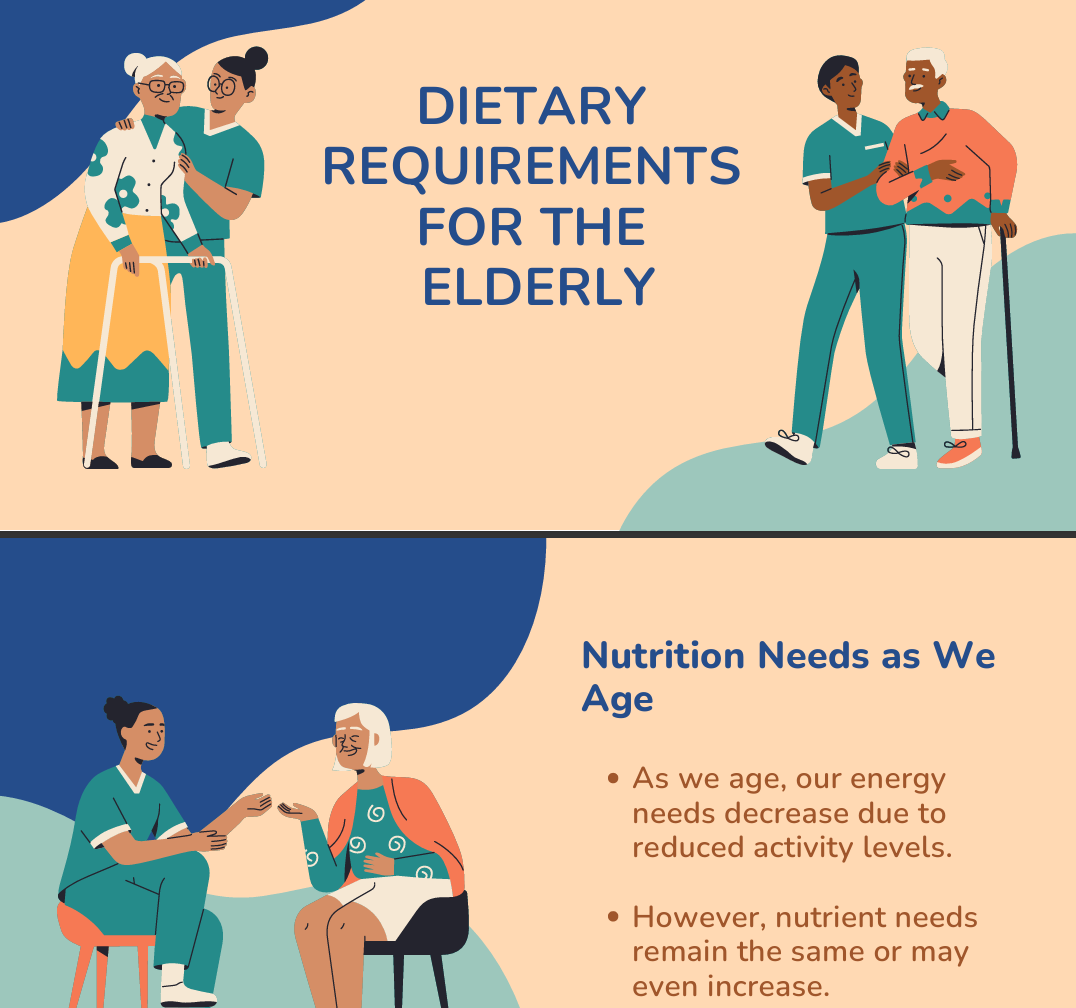 DIETARY
REQUIREMENTS
FOR THE
ELDERLY
Nutrition Needs as We
Age
• As we age, our energy
needs decrease due to
reduced activity levels.
• However, nutrient needs
remain the same or may
even increase.